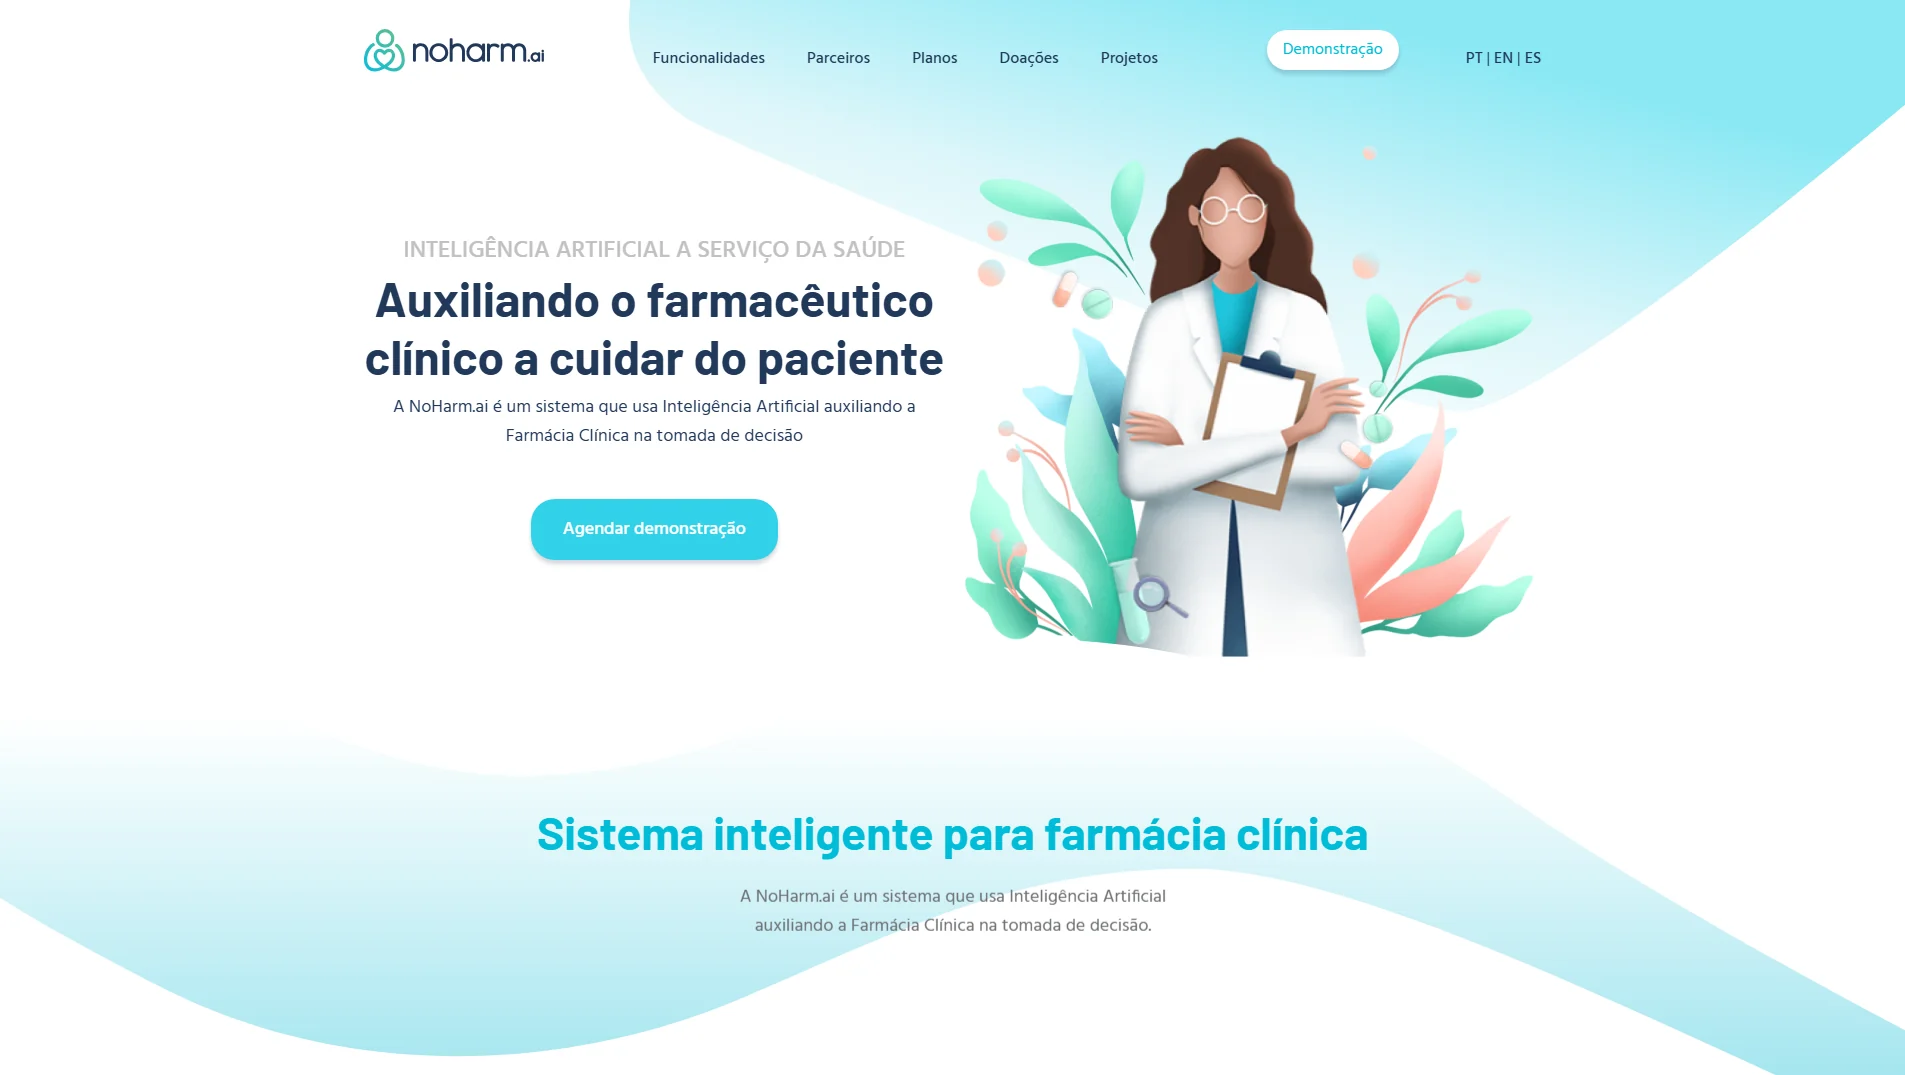 noharm.ai
Funcionalidades
Parceiros
Planos
Doações
Projetos
Demonstração
PT | EN | ES
INTELIGÊNCIA ARTIFICIAL A SERVIÇO DA SAÚDE
Auxiliando o farmacêutico
clínico a cuidar do paciente
A NoHarm.ai é um sistema que usa Inteligência Artificial auxiliando a
Farmácia Clínica na tomada de decisão
Agendar demonstração
Sistema inteligente para farmácia clínica
A NoHarm.ai é um sistema que usa Inteligência Artificial
auxiliando a Farmácia Clínica na tomada de decisão.